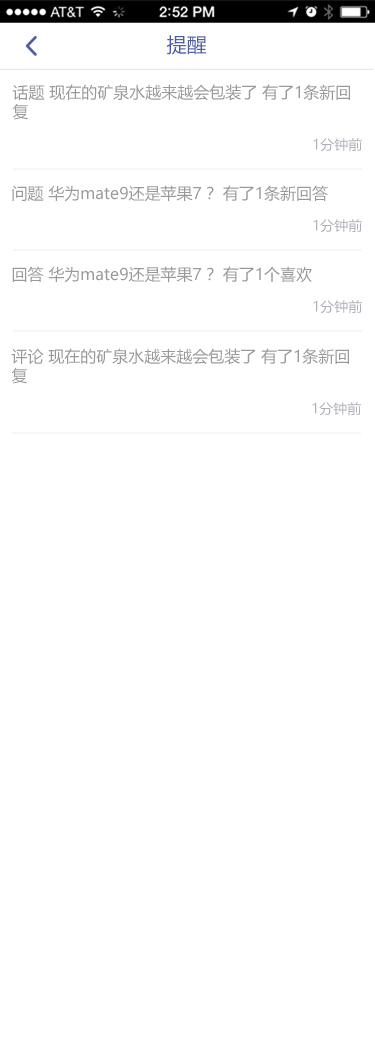 AT&T 2:52 PM
提醒
话题 现在的矿泉水越来越会包装了 有了1条新回
复
1分钟前
问题 华为mate9还是苹果7？ 有了1条新回答
1分钟前
回答 华为mate9还是苹果7？ 有了1个喜欢
1分钟前
评论 现在的矿泉水越来越会包装了 有了1条新回
复
1分钟前